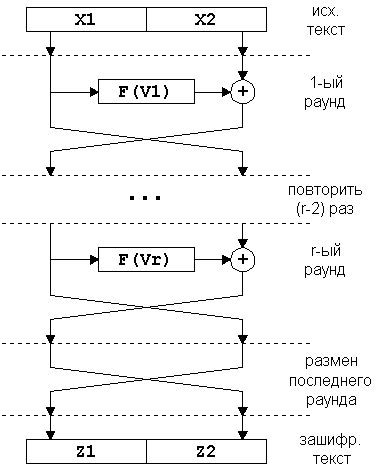 X1 X2
исх.
текст
F(V1) +
1-ый
раунд
...
повторить
(r-2) раз
F(Vr) +
r-ый
раунд
размен
последнего
раунда
Z1 Z2
зашифр.
текст